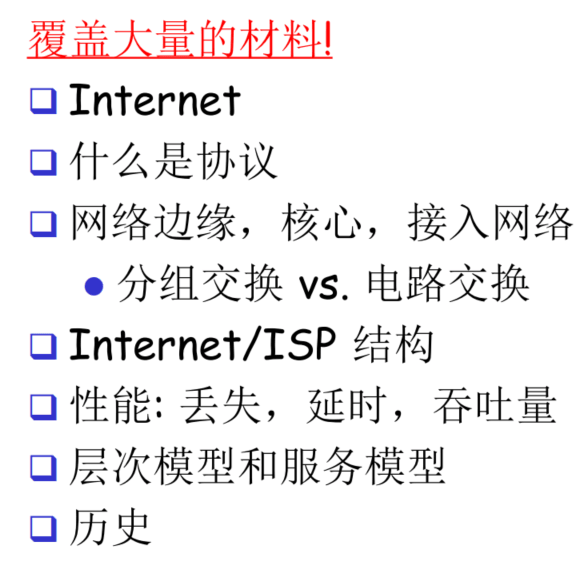 覆盖大量的材料!
Internet
什么是协议
网络边缘，核心，接入网络
分组交换 vs. 电路交换
Internet/ISP 结构
性能: 丢失，延时，吞吐量
层次模型和服务模型
历史